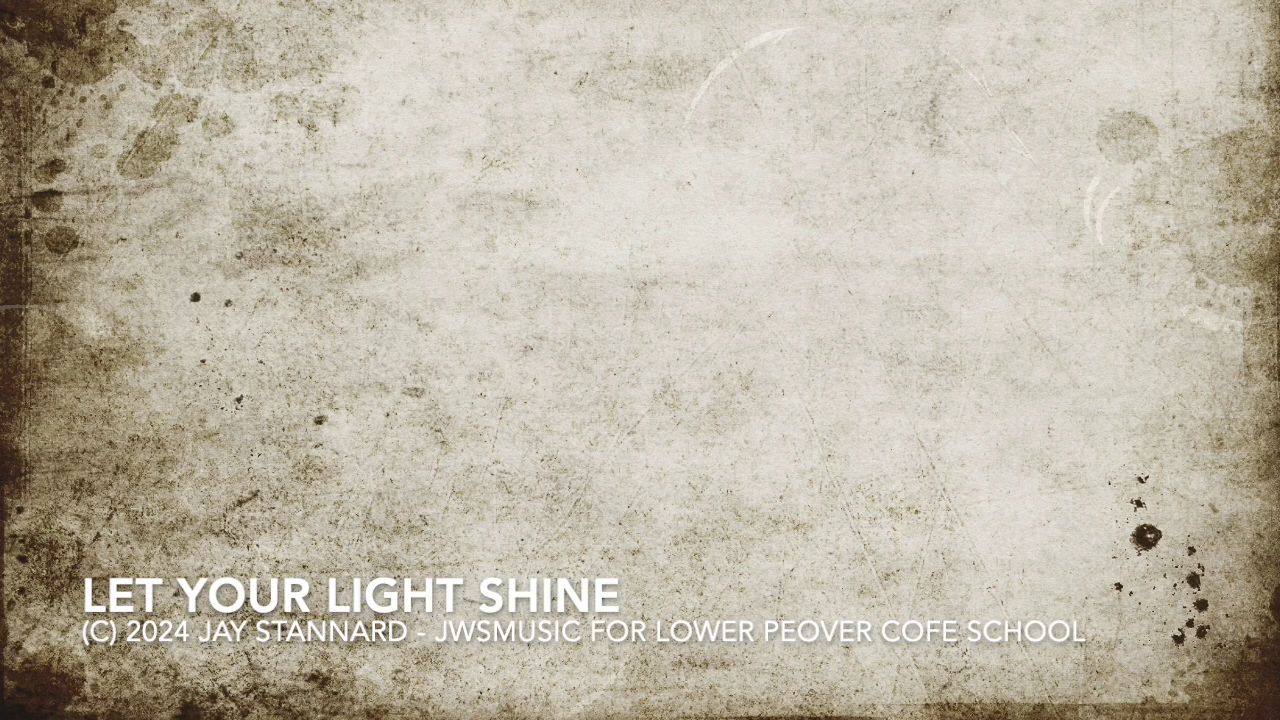 LET YOUR LIGHT SHINE
(C) 2024 JAY STANNARD - JWSMUSIC FOR LOWER PEOVER COFE SCHOOL